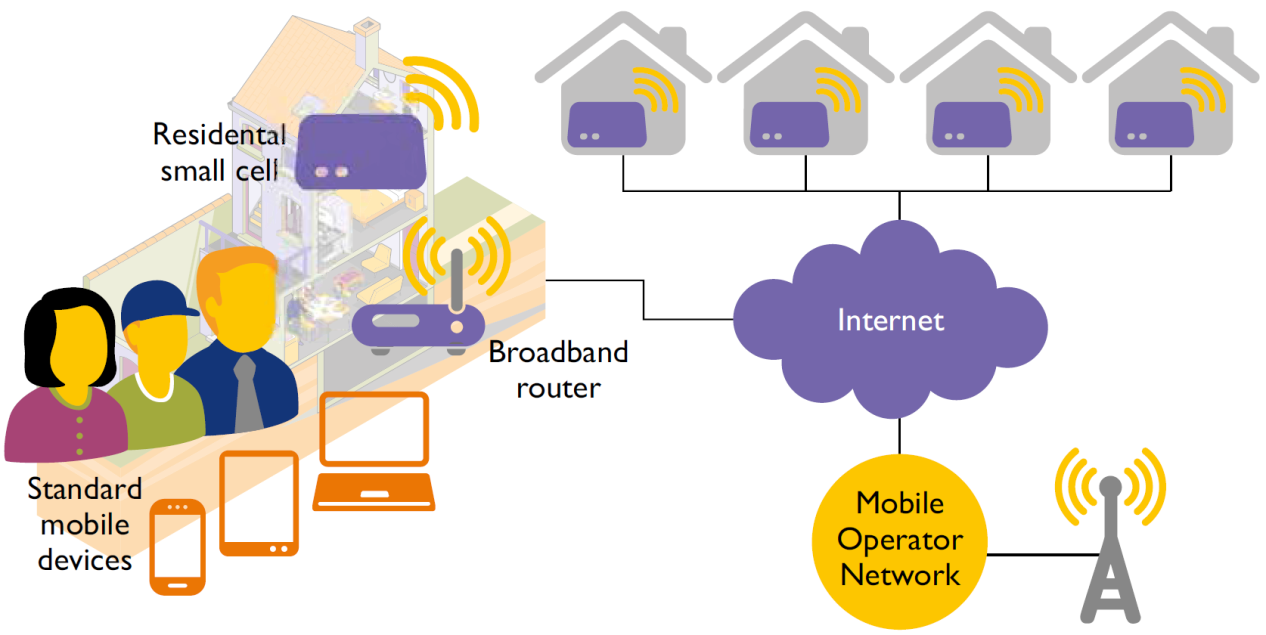 Residental
small cell
Broadband
router
Standard
mobile
devices
Internet
Mobile
Operator
Network